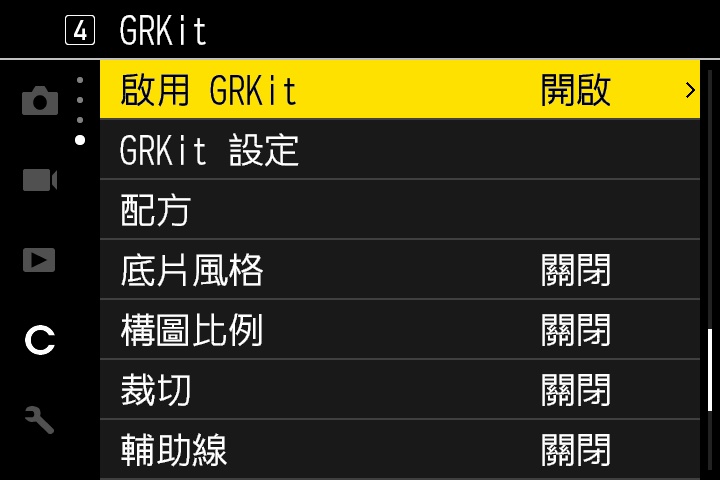 4 GRKit
啟用 GRKit 開啟
GRKit 設定
配方
底片風格 關閉
構圖比例 關閉
裁切 關閉
輔助線 關閉